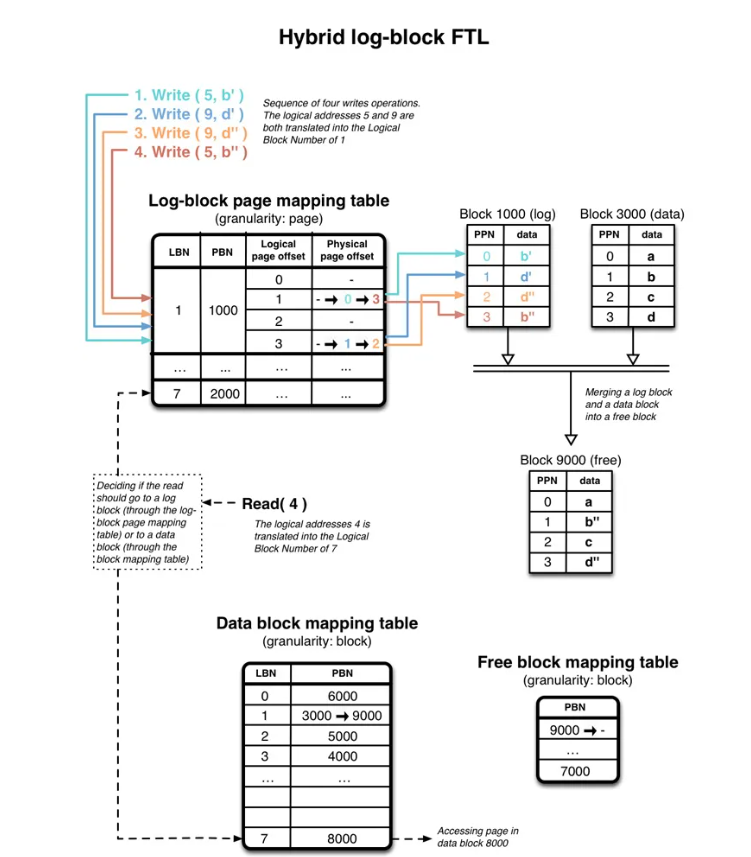 Hybrid log-block FTL
1. Write ( 5, b' )
2. Write ( 9, d' )
3. Write ( 9, d'' )
4. Write ( 5, b'' )
Sequence of four writes operations.
The logical addresses 5 and 9 are
both translated into the Logical
Block Number of 1
Log-block page mapping table
(granularity: page)
LBN PBN Logical page offset Physical page offset
1 1000
0 -
1 - → 0 → 3
2 -
3 - → 1 → 2
... ... ... ...
7 2000 ... ...
Block 1000 (log)
PPN data
0 b'
1 d'
2 d''
3 b''
Block 3000 (data)
PPN data
0 a
1 b
2 c
3 d
Merging a log block
and a data block
into a free block
Block 9000 (free)
PPN data
0 a
1 b''
2 c
3 d''
Deciding if the read
should go to a log
block (through the log-
block page mapping
table) or to a data
block (through the
block mapping table)
Read( 4 )
The logical addresses 4 is
translated into the Logical
Block Number of 7
Data block mapping table
(granularity: block)
LBN PBN
0 6000
1 3000 → 9000
2 5000
3 4000
... ...
7 8000
Accessing page in
data block 8000
Free block mapping table
(granularity: block)
PBN
9000 → -
...
7000